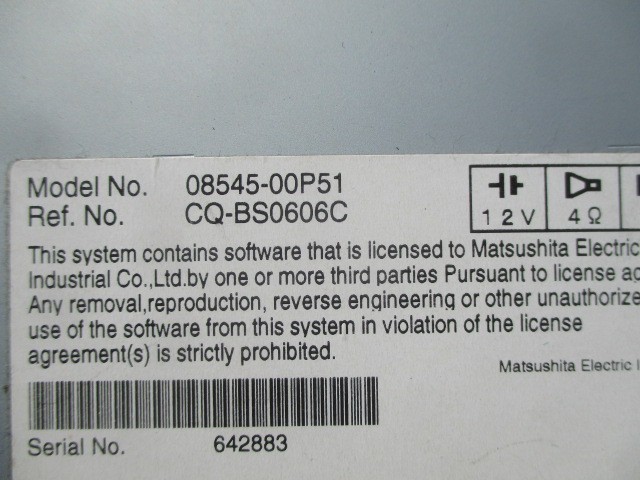 Model No. 08545-00P51
Ref. No. CQ-BS0606C
12V 4Ω
This system contains software that is licensed to Matsushita Electric
Industrial Co.,Ltd.by one or more third parties Pursuant to license
Any removal,reproduction, reverse engineering or other
use of the software from this system in violation of the license
agreement(s) is strictly prohibited.
Matsushita Electric
Serial No. 642883